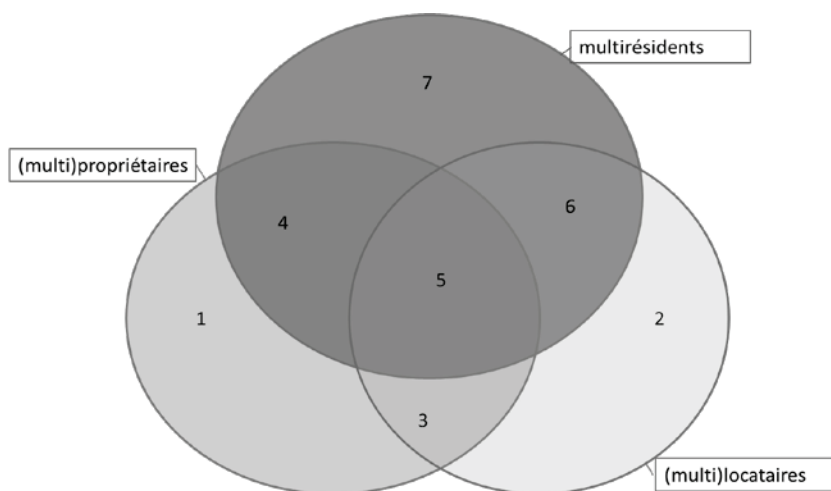 multirésidents
7
(multi)propriétaires
4
6
5
1
2
3
(multi)locataires